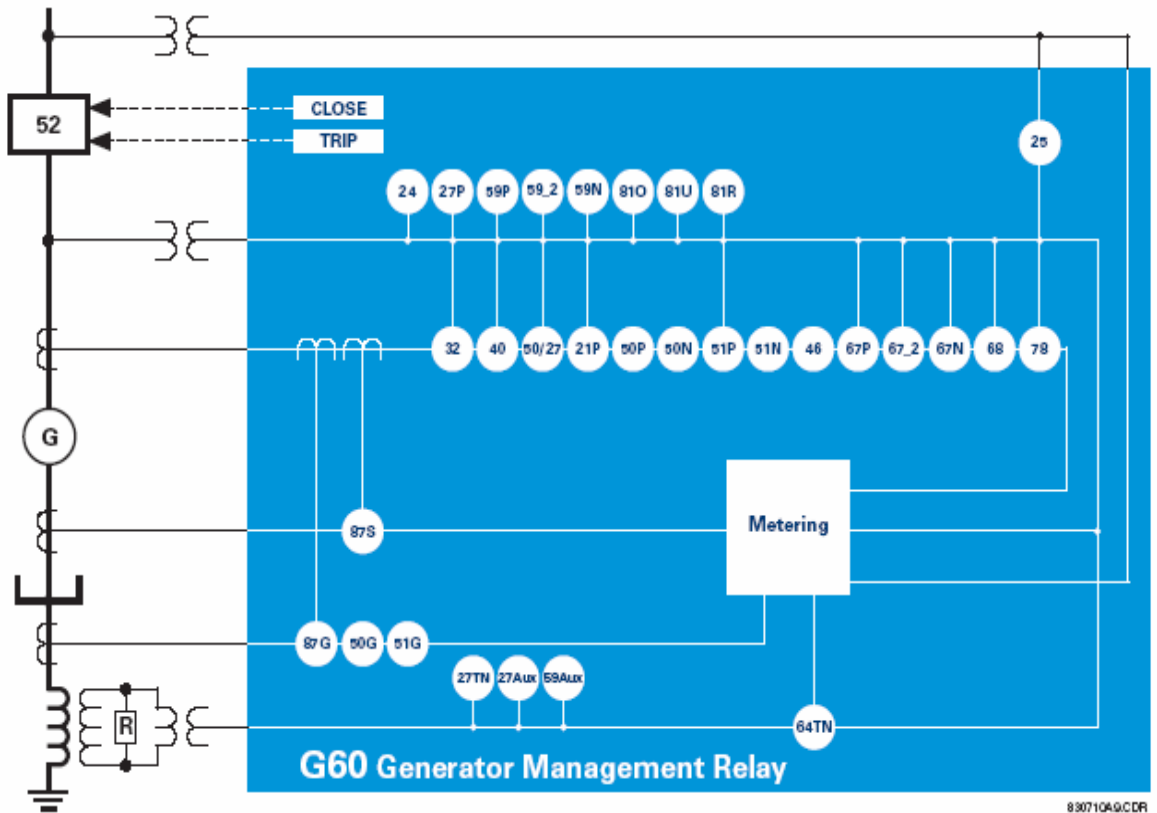 52
CLOSE
TRIP
25
24 27P 59P 59_2 59N 81O 81U 81R
32 40 50/27 21P 50P 50N 51P 51N 46 67P 67_2 67N 68 78
G
87S
Metering
87G 50G 51G
27TN 27Aux 59Aux
R
64TN
G60 Generator Management Relay
830710A9.CDR